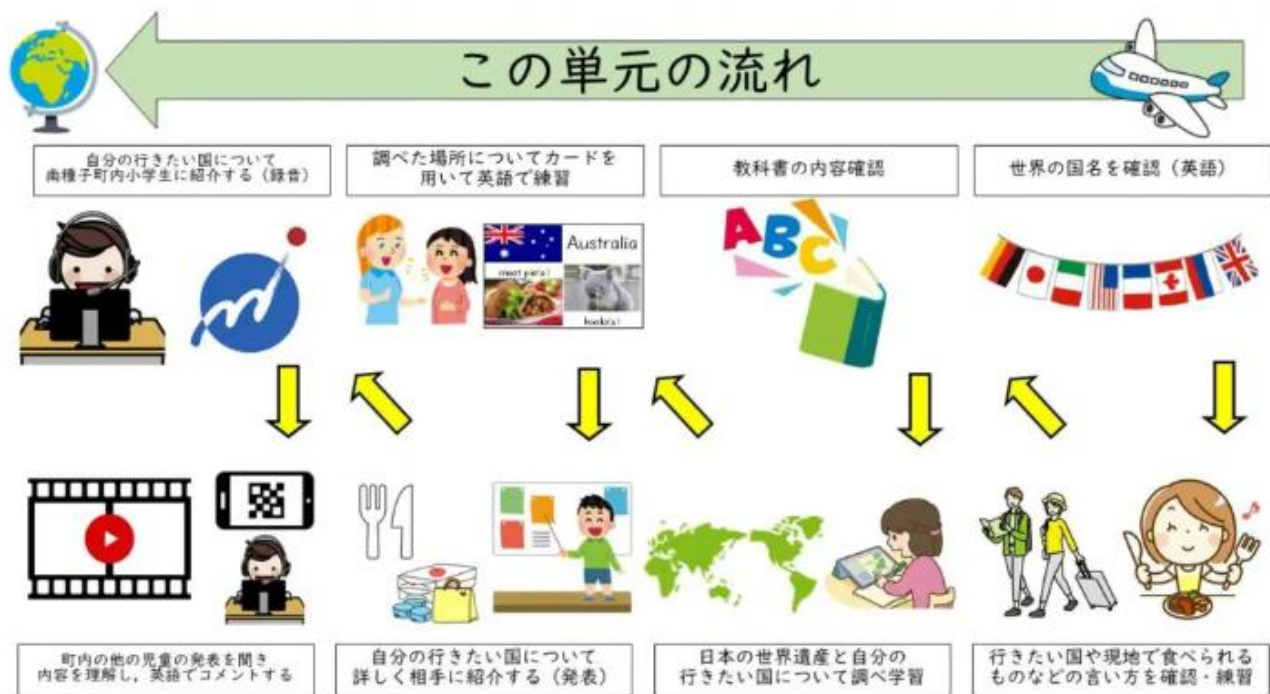 この単元の流れ
世界の国名を確認（英語）
行きたい国や現地で食べられる
ものなどの言い方を確認・練習
教科書の内容確認
ABC
日本の世界遺産と自分の
行きたい国について調べ学習
調べた場所についてカードを
用いて英語で練習
Australia
meat pie(s)
koala(s)
自分の行きたい国について
詳しく相手に紹介する（発表）
自分の行きたい国について
南種子町内小学生に紹介する（録音）
町内の他の児童の発表を聞き
内容を理解し，英語でコメントする